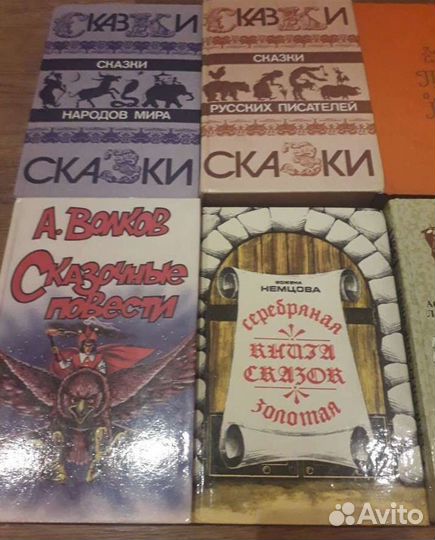 СКАЗКИ
СКАЗКИ
НАРОДОВ МИРА
СКАЗКИ
СКАЗКИ
СКАЗКИ
РУССКИХ ПИСАТЕЛЕЙ
СКАЗКИ
А. Волков
Сказочные
повести
БОЖЕНА
НЕМЦОВА
серебряная
КНИГА
СКАЗОК
золотая
Avito